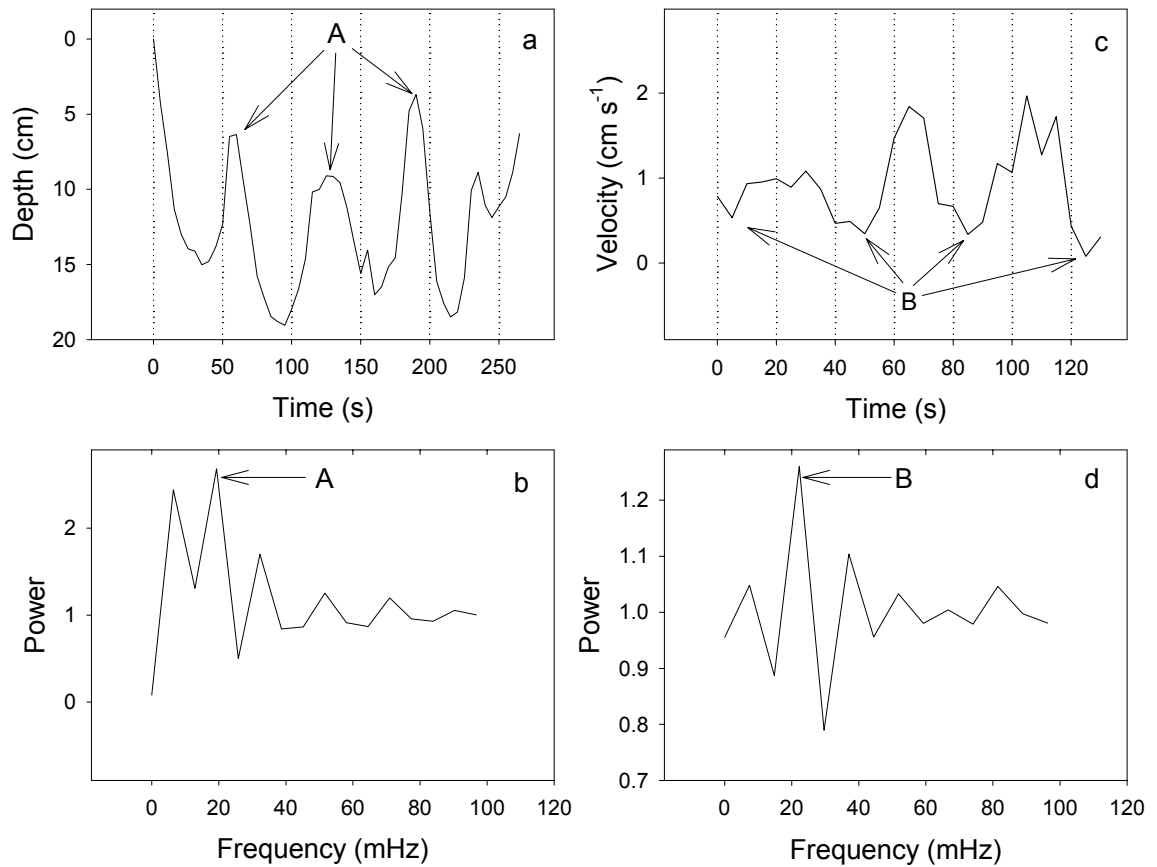 a
A
Depth (cm)
0
5
10
15
20
0 50 100 150 200 250
Time (s)
c
Velocity (cm s⁻¹)
2
1
0
B
0 20 40 60 80 100 120
Time (s)
b
A
Power
2
1
0
0 20 40 60 80 100 120
Frequency (mHz)
d
B
Power
1.2
1.1
1.0
0.9
0.8
0.7
0 20 40 60 80 100 120
Frequency (mHz)